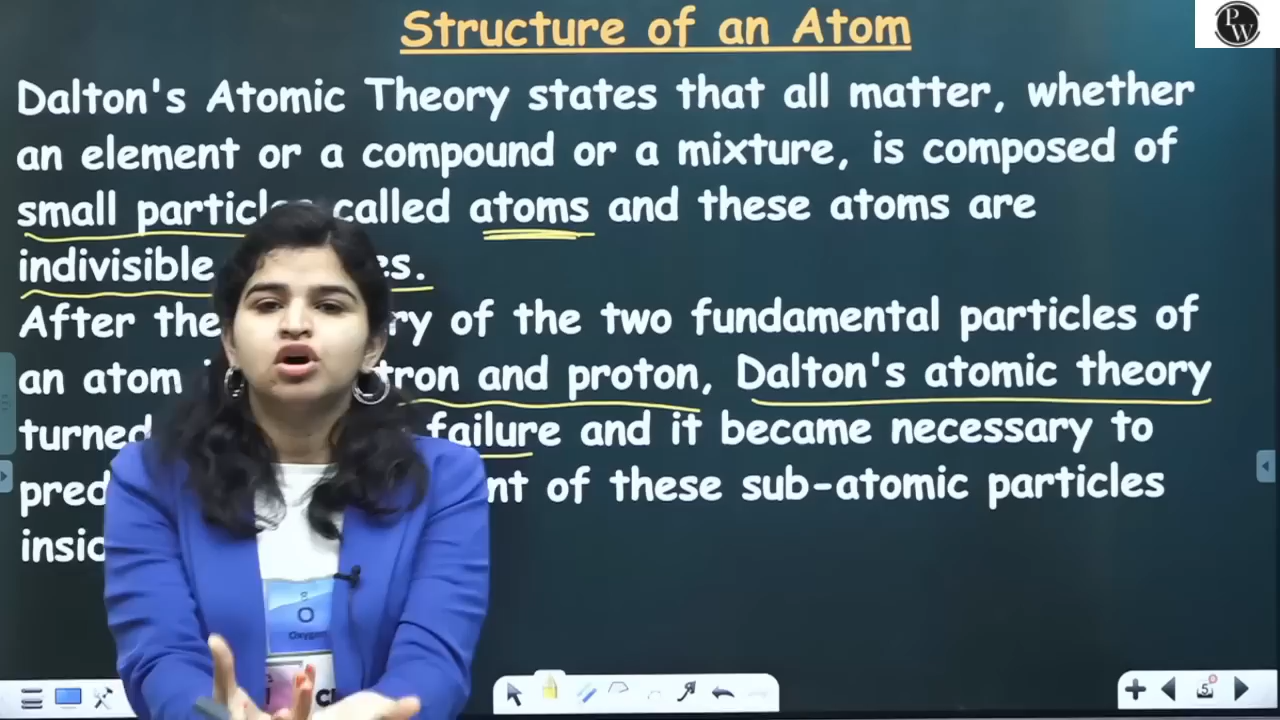 Structure of an Atom
PW
Dalton's Atomic Theory states that all matter, whether
an element or a compound or a mixture, is composed of
small called atoms and these atoms are
indivisible
After the of the two fundamental particles of
an atom and proton, Dalton's atomic theory
turned failure and it became necessary to
of these sub-atomic particles
8
O
Oxygen
5